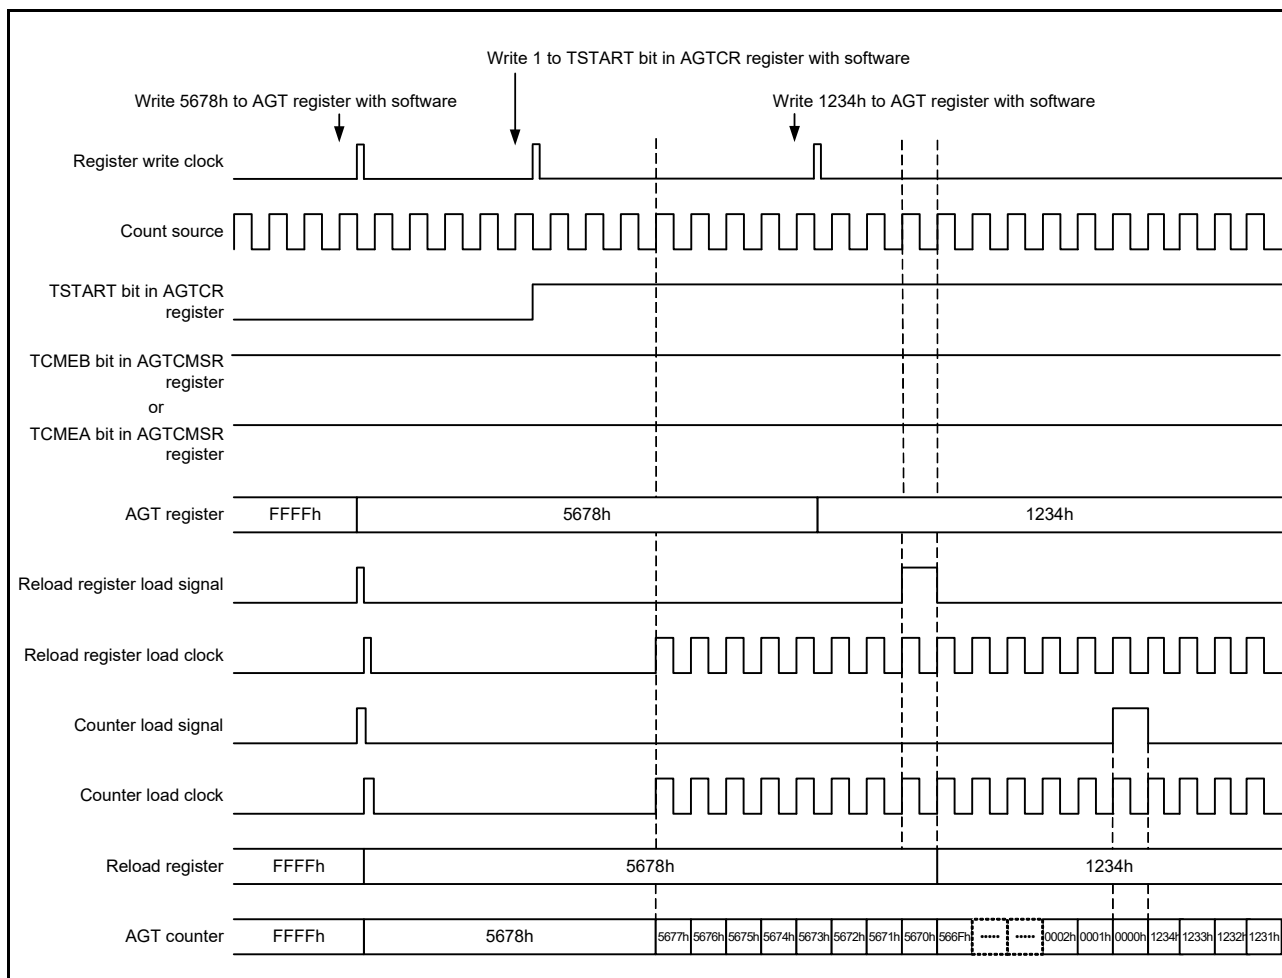 Write 1 to TSTART bit in AGTCR register with software
Write 5678h to AGT register with software
Write 1234h to AGT register with software
Register write clock
Count source
TSTART bit in AGTCR
register
TCMEB bit in AGTCMSR
register
or
TCMEA bit in AGTCMSR
register
AGT register FFFFh 5678h 1234h
Reload register load signal
Reload register load clock
Counter load signal
Counter load clock
Reload register FFFFh 5678h 1234h
AGT counter FFFFh 5678h 5677h 5676h 5675h 5674h 5673h 5672h 5671h 5670h 566Fh ••••• ••••• 0002h 0001h 0000h 1234h 1233h 1232h 1231h